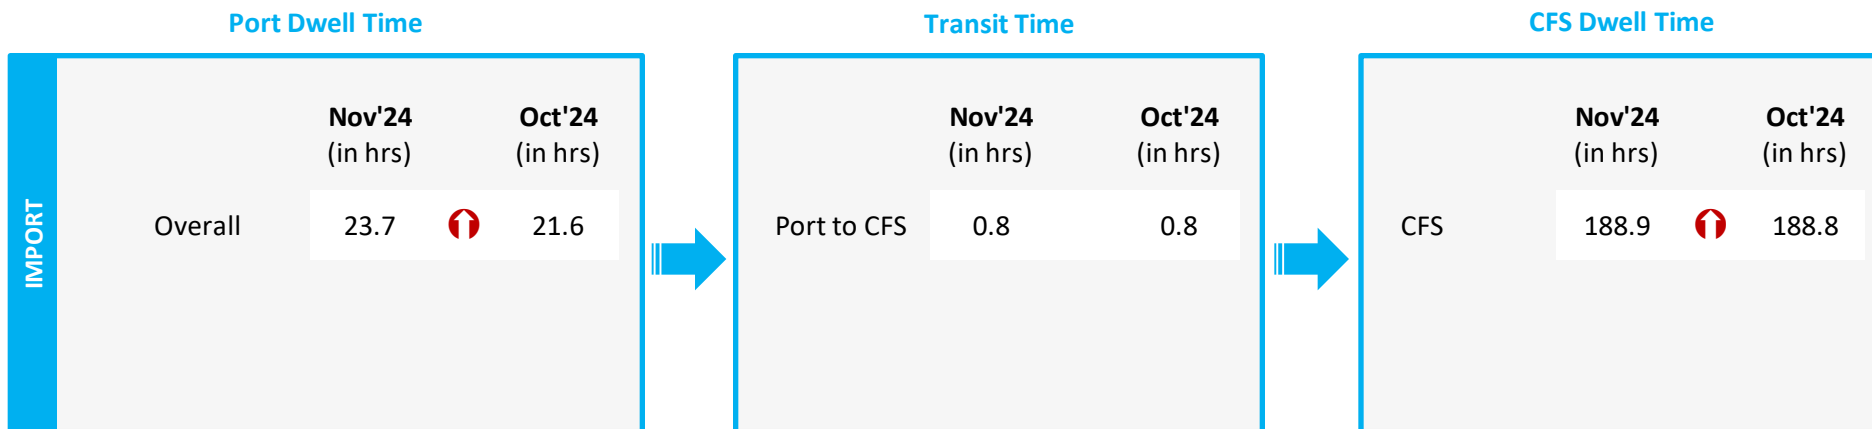 Port Dwell Time
Transit Time
CFS Dwell Time
IMPORT
Nov'24 Oct'24
(in hrs) (in hrs)
Overall 23.7 21.6
Nov'24 Oct'24
(in hrs) (in hrs)
Port to CFS 0.8 0.8
Nov'24 Oct'24
(in hrs) (in hrs)
CFS 188.9 188.8